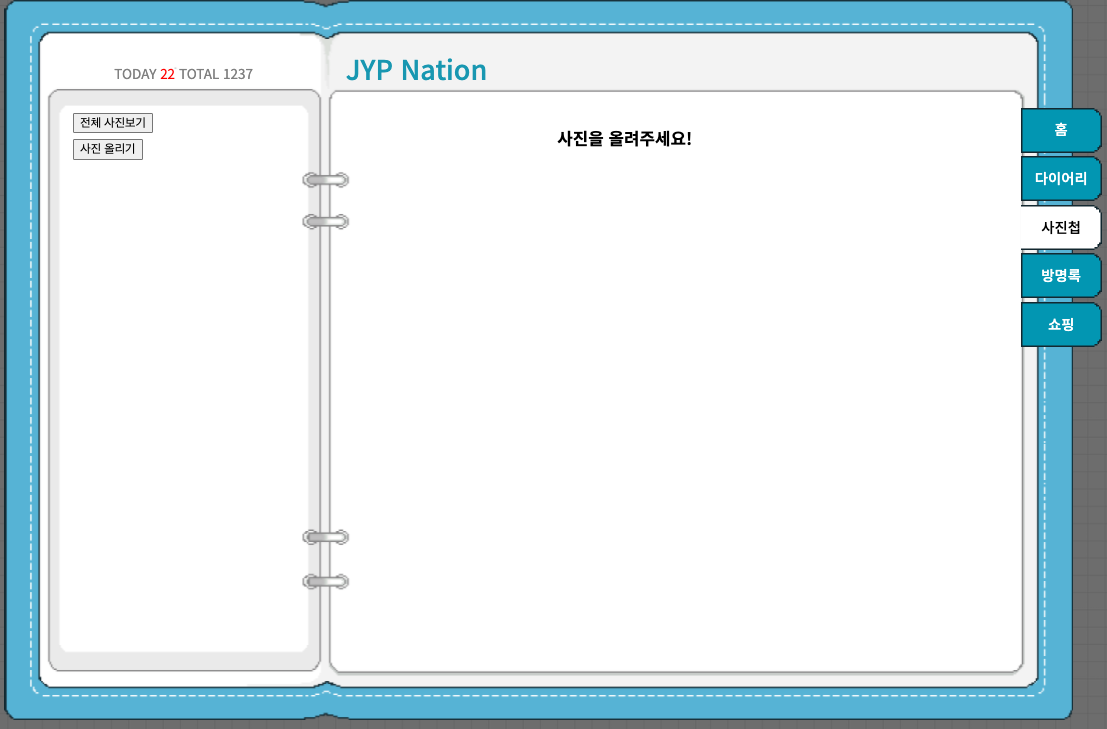 TODAY 22 TOTAL 1237
JYP Nation
전체 사진보기
사진 올리기
사진을 올려주세요!
홈
다이어리
사진첩
방명록
쇼핑